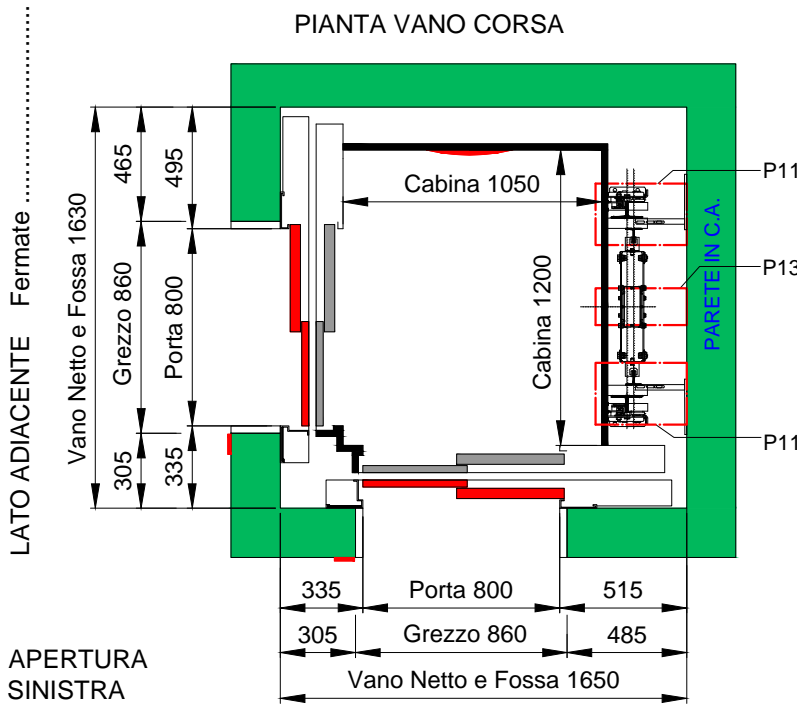 PIANTA VANO CORSA
LATO ADIACENTE Fermate ....................
Vano Netto e Fossa 1630
465
Grezzo 860
305
495
Porta 800
335
Cabina 1050
Cabina 1200
PARETE IN C.A.
P11
P13
P11
335
Porta 800
515
305
Grezzo 860
485
Vano Netto e Fossa 1650
APERTURA
SINISTRA